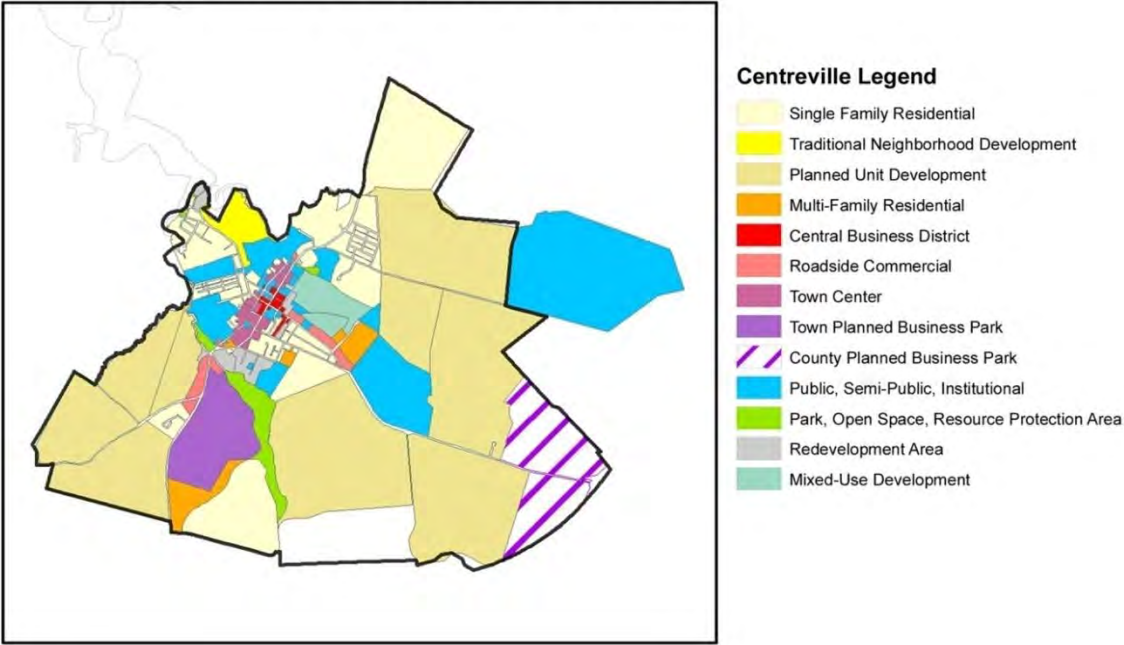 Centreville Legend
Single Family Residential
Traditional Neighborhood Development
Planned Unit Development
Multi-Family Residential
Central Business District
Roadside Commercial
Town Center
Town Planned Business Park
County Planned Business Park
Public, Semi-Public, Institutional
Park, Open Space, Resource Protection Area
Redevelopment Area
Mixed-Use Development